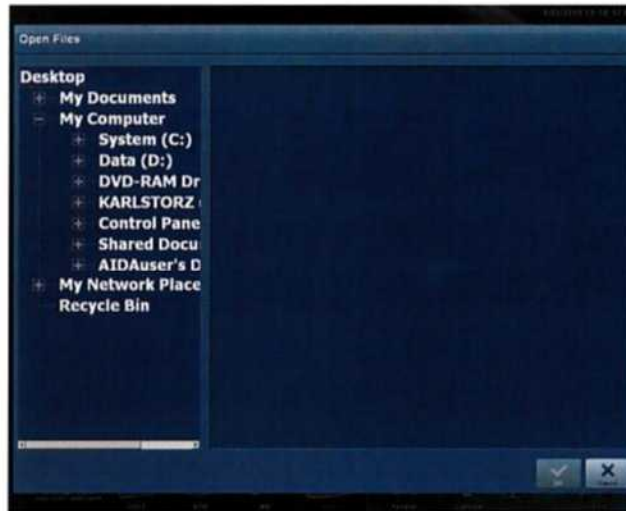 Open Files
Desktop
My Documents
My Computer
System (C:)
Data (D:)
DVD-RAM Dr
KARLSTORZ
Control Pane
Shared Docu
AIDAuser's D
My Network Place
Recycle Bin